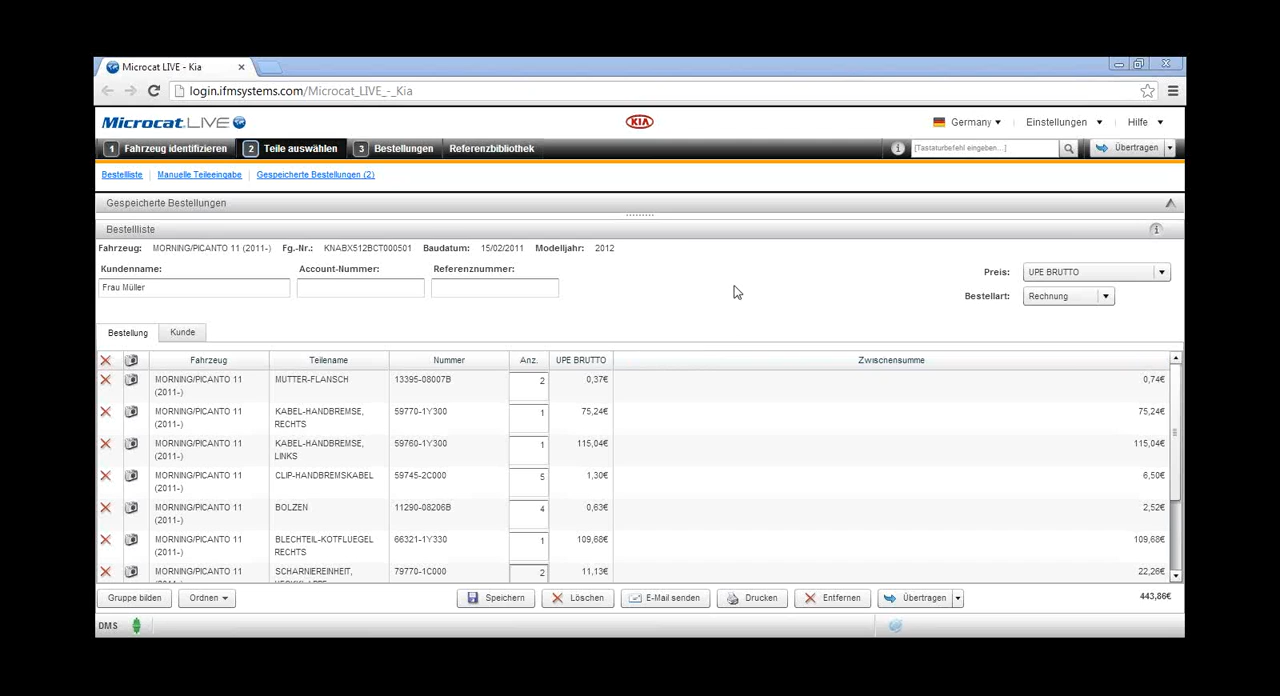 Microcat LIVE - Kia
login.ifmsystems.com/Microcat_LIVE_-_Kia
Microcat.LIVE KIA Germany Einstellungen Hilfe
1 Fahrzeug identifizieren 2 Teile auswählen 3 Bestellungen Referenzbibliothek [Tastaturbefehl eingeben...] Übertragen
Bestellliste Manuelle Teileeingabe Gespeicherte Bestellungen (2)
Gespeicherte Bestellungen
Bestellliste
Fahrzeug: MORNING/PICANTO 11 (2011-) Fg.-Nr.: KNABX512BCT000501 Baudatum: 15/02/2011 Modelljahr: 2012
Kundenname: Account-Nummer: Referenznummer: Preis: UPE BRUTTO
Frau Müller Bestellart: Rechnung
Bestellung Kunde
Fahrzeug Teilename Nummer Anz. UPE BRUTTO Zwischensumme
MORNING/PICANTO 11 MUTTER-FLANSCH 13395-08007B 2 0,37€ 0,74€
(2011-)
MORNING/PICANTO 11 KABEL-HANDBREMSE, 59770-1Y300 1 75,24€ 75,24€
(2011-) RECHTS
MORNING/PICANTO 11 KABEL-HANDBREMSE, 59760-1Y300 1 115,04€ 115,04€
(2011-) LINKS
MORNING/PICANTO 11 CLIP-HANDBREMSKABEL 59745-2C000 5 1,30€ 6,50€
(2011-)
MORNING/PICANTO 11 BOLZEN 11290-08206B 4 0,63€ 2,52€
(2011-)
MORNING/PICANTO 11 BLECHTEIL-KOTFLUEGEL 66321-1Y330 1 109,68€ 109,68€
(2011-) RECHTS
MORNING/PICANTO 11 SCHARNIEREINHEIT, 79770-1C000 2 11,13€ 22,26€
Gruppe bilden Ordnen Speichern Löschen E-Mail senden Drucken Entfernen Übertragen 443,86€
DMS